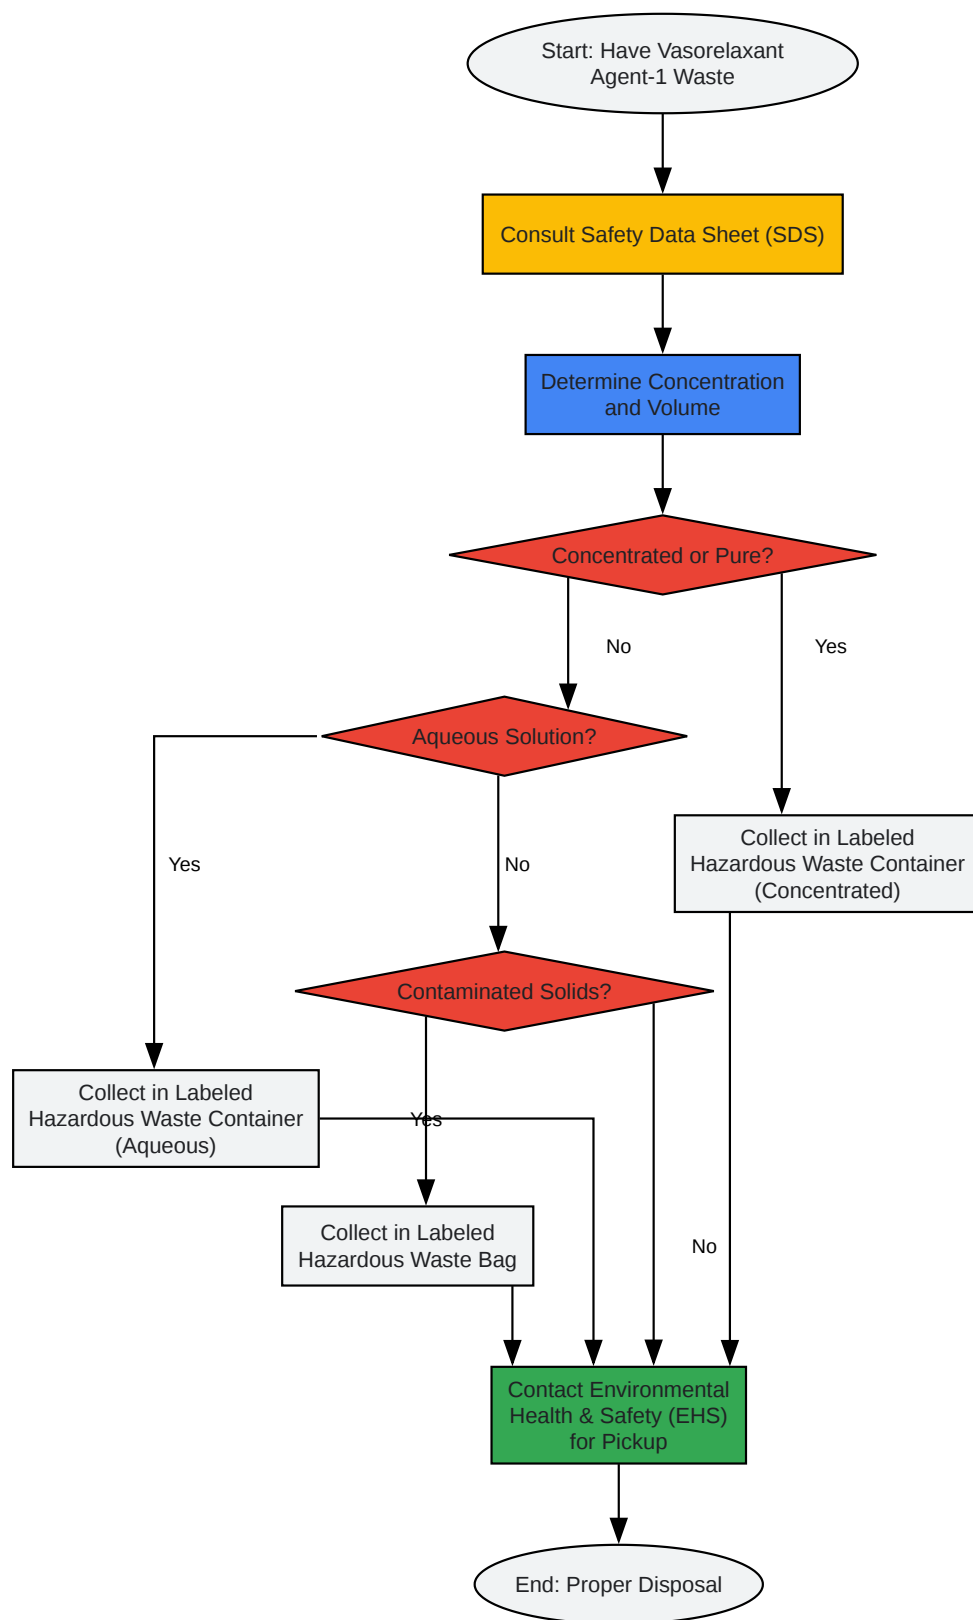 Start: Have Vasorelaxant
Agent-1 Waste
Consult Safety Data Sheet (SDS)
Determine Concentration
and Volume
Concentrated or Pure?
No
Yes
Aqueous Solution?
Collect in Labeled
Hazardous Waste Container
(Concentrated)
Yes
No
Contaminated Solids?
Collect in Labeled
Hazardous Waste Container
(Aqueous)
Yes
Collect in Labeled
Hazardous Waste Bag
No
Contact Environmental
Health & Safety (EHS)
for Pickup
End: Proper Disposal